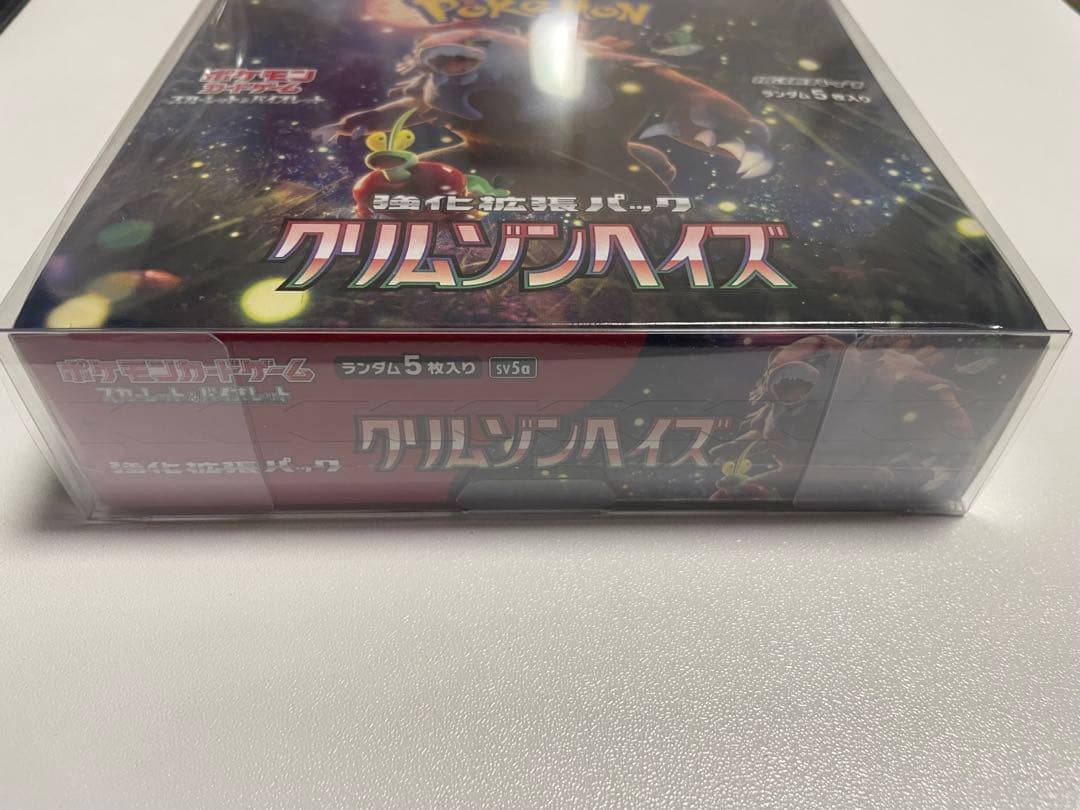 POKÉMON
ポケモン
カードゲーム
スカーレット&バイオレット
ランダム5枚入り
強化拡張パック
クリムゾンヘイズ
ポケモンカードゲーム
スカーレット&バイオレット
ランダム5枚入り sv5a
クリムゾンヘイズ
強化拡張パック